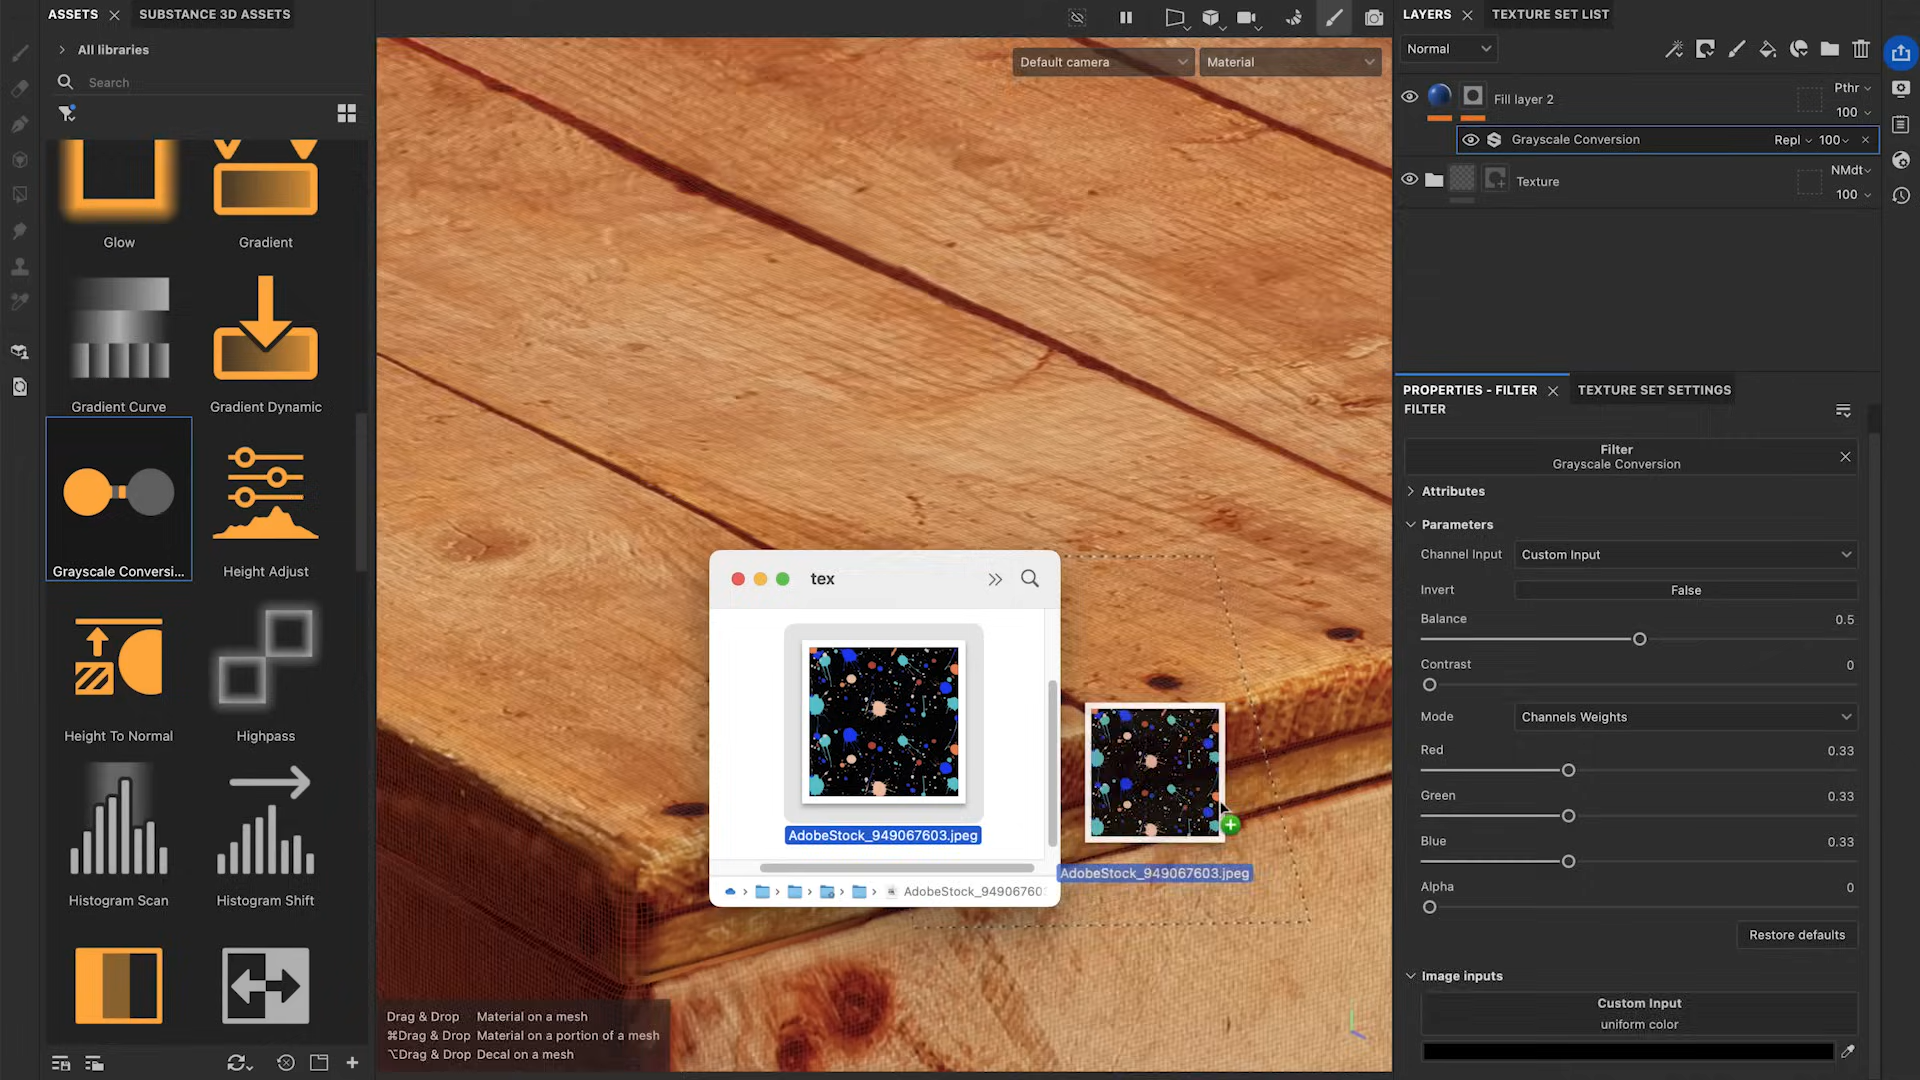 ASSETS
SUBSTANCE 3D ASSETS
All libraries
Search
Glow
Gradient
Gradient Curve
Gradient Dynamic
Grayscale Conversi...
Height Adjust
Height To Normal
Highpass
Histogram Scan
Histogram Shift
Default camera
Material
tex
AdobeStock_949067603.jpeg
AdobeStock_94906760
AdobeStock_949067603.jpeg
Drag & Drop Material on a mesh
⌘Drag & Drop Material on a portion of a mesh
⌥Drag & Drop Decal on a mesh
LAYERS
TEXTURE SET LIST
Normal
Fill layer 2
Pthr
100
Grayscale Conversion
Repl
100
Texture
NMdt
100
PROPERTIES - FILTER
TEXTURE SET SETTINGS
FILTER
Filter
Grayscale Conversion
Attributes
Parameters
Channel Input
Custom Input
Invert
False
Balance
0.5
Contrast
0
Mode
Channels Weights
Red
0.33
Green
0.33
Blue
0.33
Alpha
0
Restore defaults
Image inputs
Custom Input
uniform color